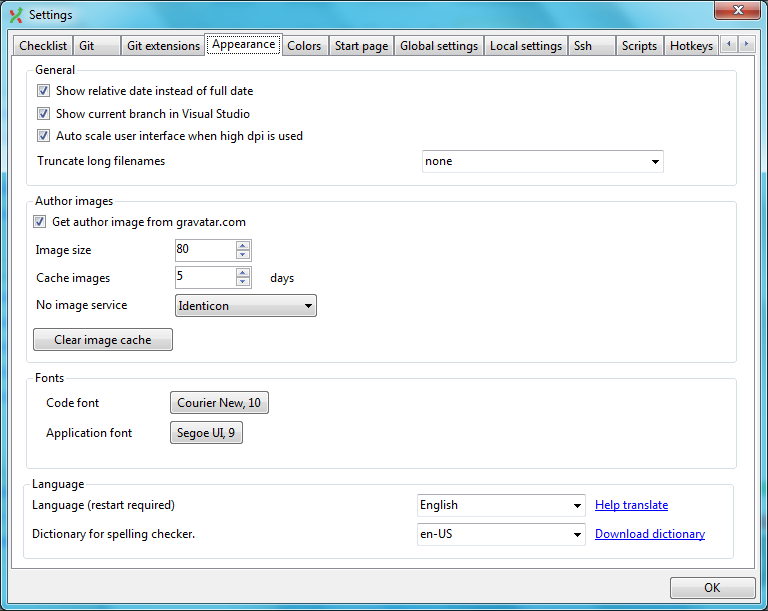 Settings
Checklist Git Git extensions Appearance Colors Start page Global settings Local settings Ssh Scripts Hotkeys
General
Show relative date instead of full date
Show current branch in Visual Studio
Auto scale user interface when high dpi is used
Truncate long filenames none
Author images
Get author image from gravatar.com
Image size 80
Cache images 5 days
No image service Identicon
Clear image cache
Fonts
Code font Courier New, 10
Application font Segoe UI, 9
Language
Language (restart required) English Help translate
Dictionary for spelling checker. en-US Download dictionary
OK